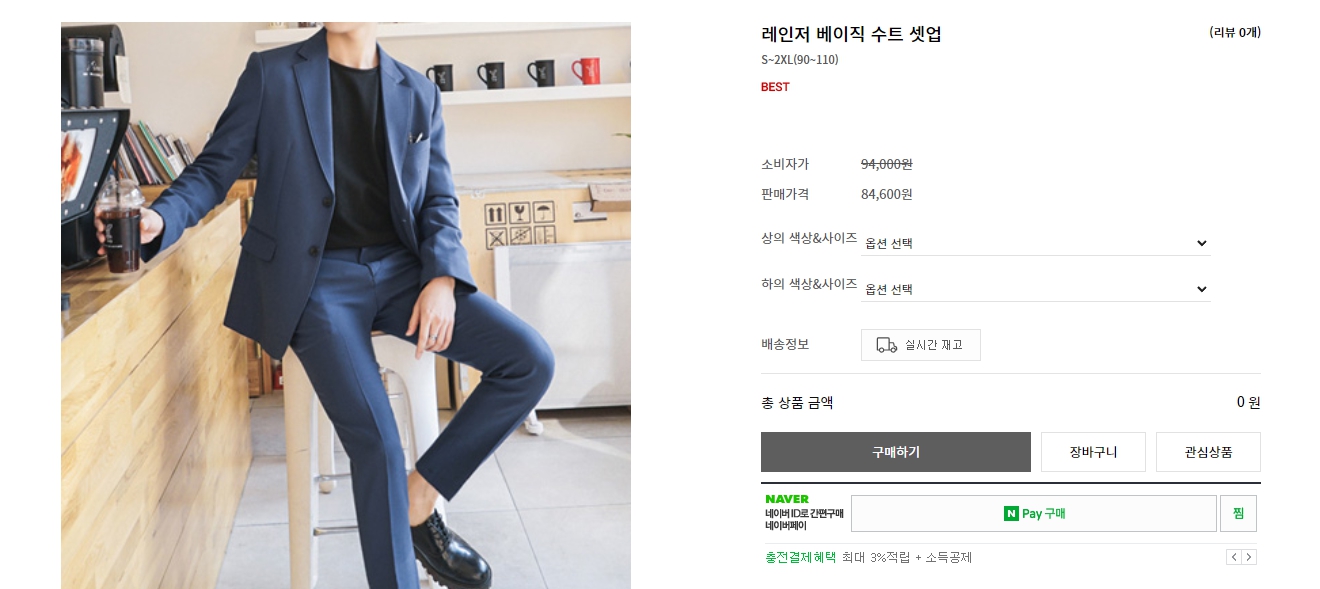 레인저 베이직 수트 셋업
(리뷰 0개)
S~2XL(90~110)
BEST
소비자가 94,000원
판매가격 84,600원
상의 색상&사이즈 옵션 선택
하의 색상&사이즈 옵션 선택
배송정보 실시간 재고
총 상품 금액 0 원
구매하기 장바구니 관심상품
NAVER
네이버 ID로 간편구매
네이버페이
N Pay 구매 찜
충전결제혜택 최대 3%적립 + 소득공제